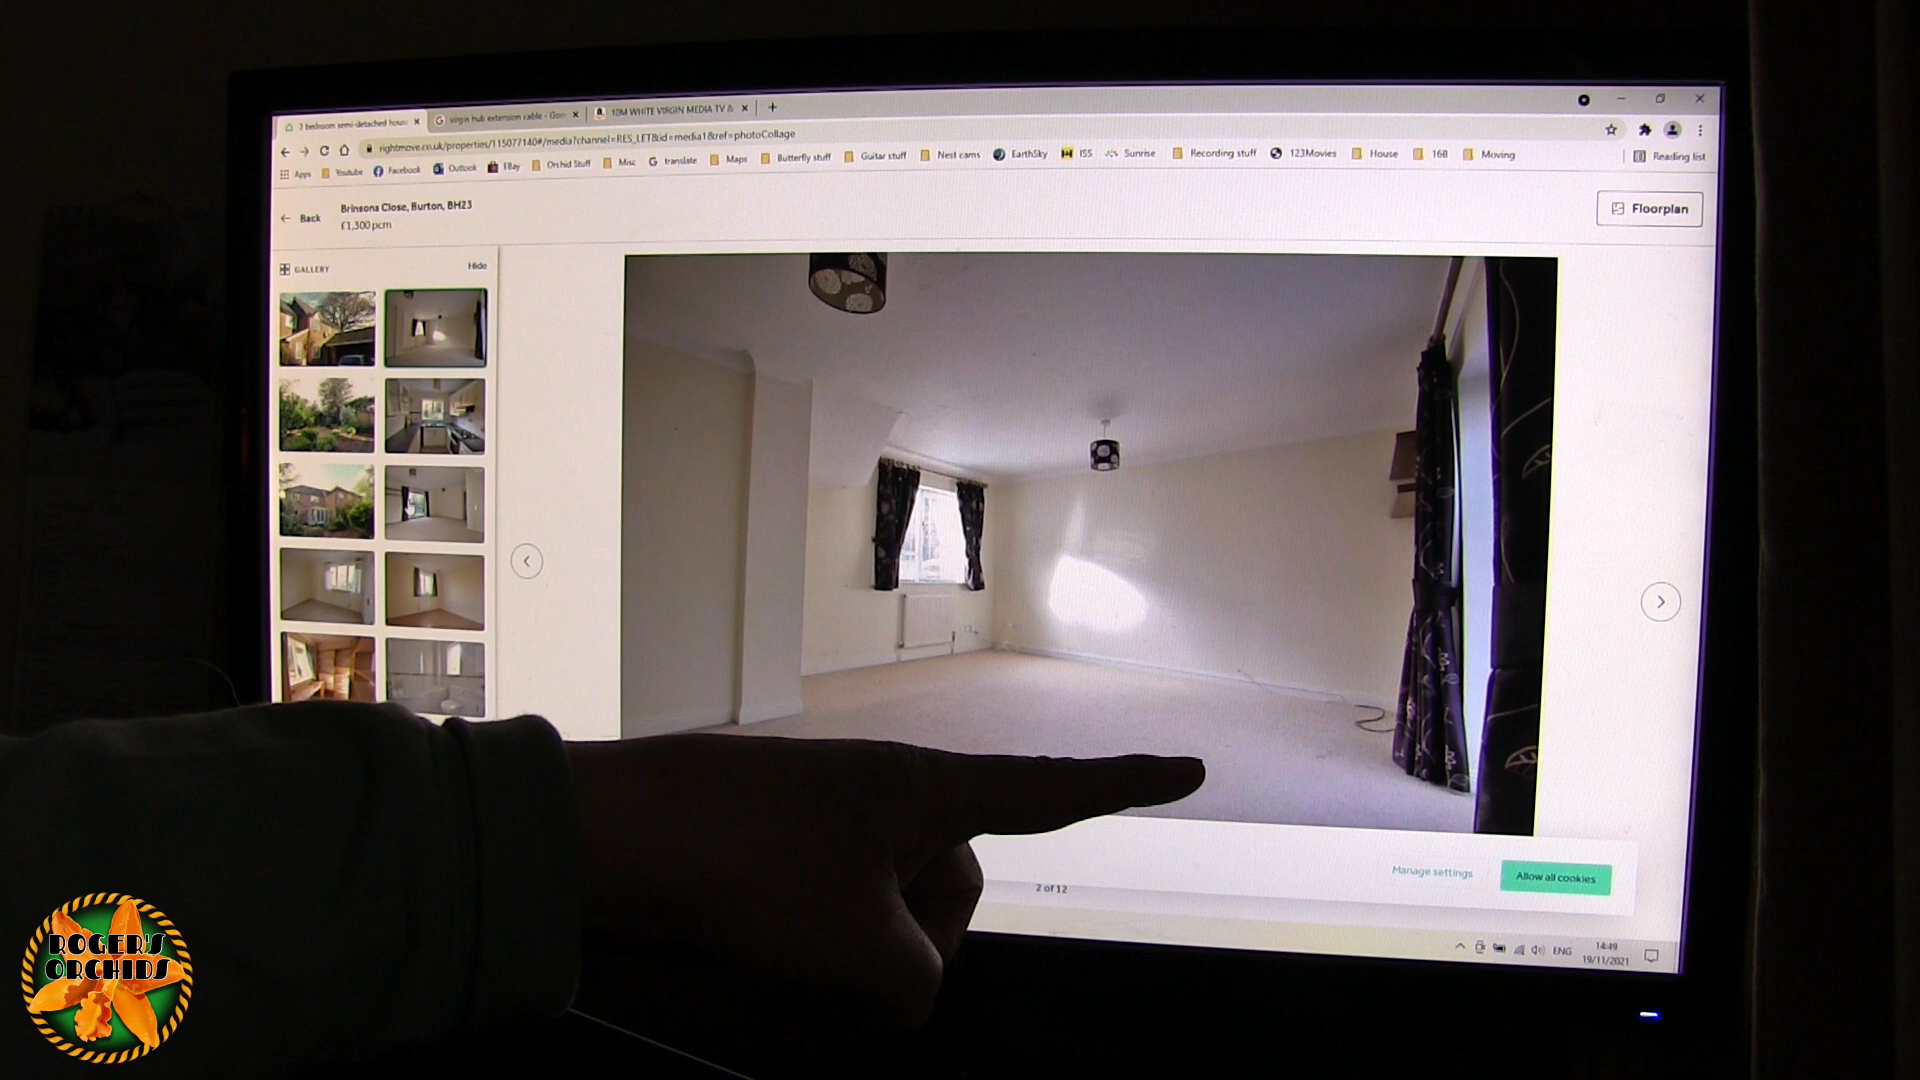 3 bedroom semi-detached hous
virgin hub extension cable - Goo
10M WHITE VIRGIN MEDIA TV &
rightmove.co.uk/properties/115077140#/media?channel=RES_LET&id=media1&ref=photoCollage
Apps Youtube Facebook Outlook EBay Orchid Stuff Misc translate Maps Butterfly stuff Guitar stuff Nest cams EarthSky ISS Sunrise Recording stuff 123Movies House 16B Moving Reading list
Back
Brinsons Close, Burton, BH23
£1,300 pcm
Floorplan
GALLERY
Hide
Manage settings
Allow all cookies
2 of 12
ENG
14:49
19/11/2021
ROGER'S
ORCHIDS